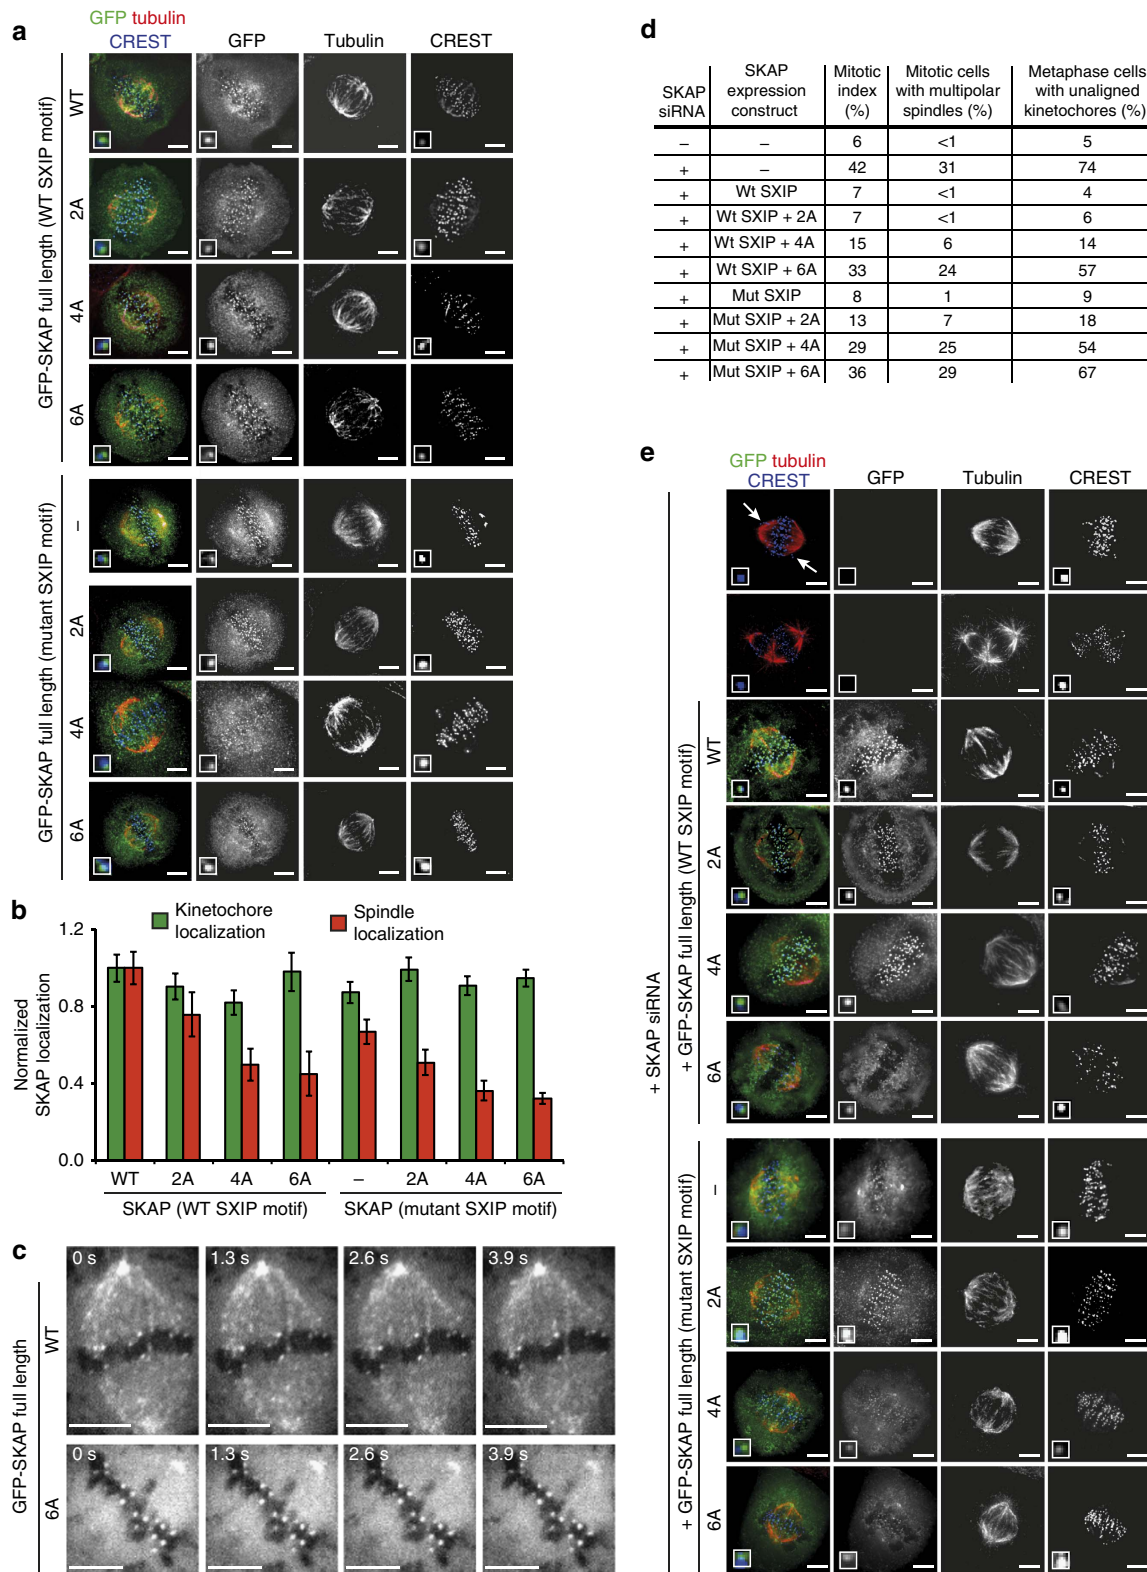 a
GFP tubulin
CREST
GFP
Tubulin
CREST
GFP-SKAP full length (WT SXIP motif)
WT
2A
4A
6A
GFP-SKAP full length (mutant SXIP motif)
–
2A
4A
6A
b
Kinetochore localization
Spindle localization
Normalized SKAP localization
1.2
0.8
0.4
0.0
WT 2A 4A 6A – 2A 4A 6A
SKAP (WT SXIP motif) SKAP (mutant SXIP motif)
c
GFP-SKAP full length
WT
0 s 1.3 s 2.6 s 3.9 s
6A
0 s 1.3 s 2.6 s 3.9 s
d
SKAP siRNA | SKAP expression construct | Mitotic index (%) | Mitotic cells with multipolar spindles (%) | Metaphase cells with unaligned kinetochores (%)
– – 6 <1 5
+ – 42 31 74
+ Wt SXIP 7 <1 4
+ Wt SXIP + 2A 7 <1 6
+ Wt SXIP + 4A 15 6 14
+ Wt SXIP + 6A 33 24 57
+ Mut SXIP 8 1 9
+ Mut SXIP + 2A 13 7 18
+ Mut SXIP + 4A 29 25 54
+ Mut SXIP + 6A 36 29 67
e
GFP tubulin
CREST
GFP
Tubulin
CREST
+ SKAP siRNA
+ GFP-SKAP full length (WT SXIP motif)
WT
2A
27
4A
6A
+ GFP-SKAP full length (mutant SXIP motif)
–
2A
4A
6A